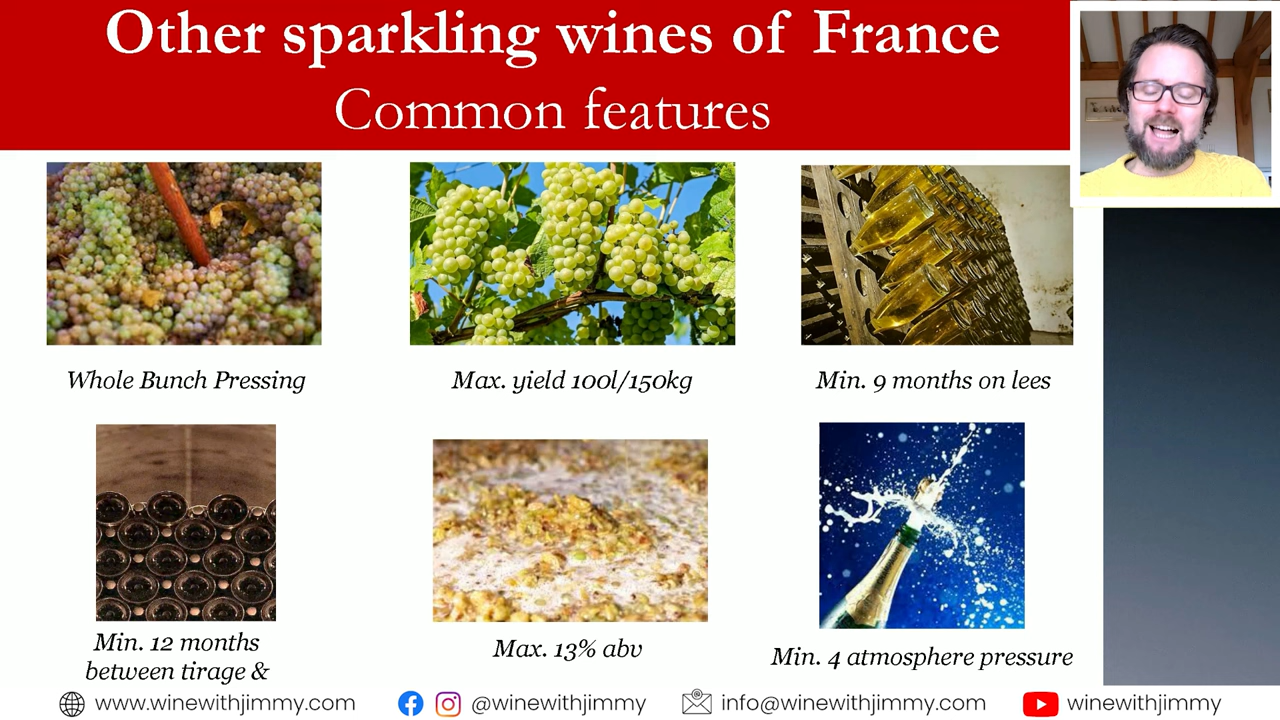 Other sparkling wines of France
Common features
Whole Bunch Pressing
Max. yield 100l/150kg
Min. 9 months on lees
Min. 12 months
between tirage &
Max. 13% abv
Min. 4 atmosphere pressure
www.winewithjimmy.com
@winewithjimmy
info@winewithjimmy.com
winewithjimmy